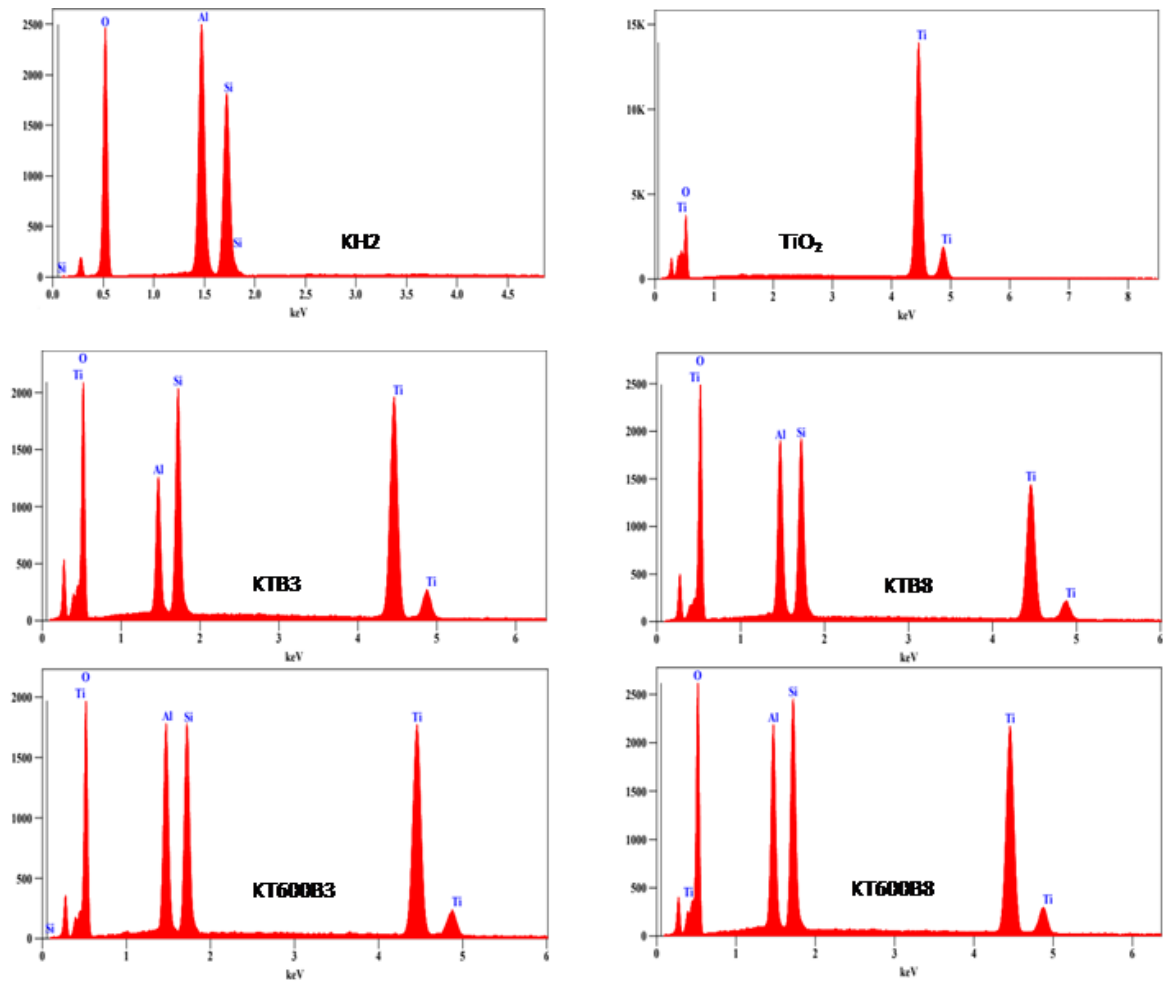 2500
2000
1500
1000
500
0
O
Al
Si
Si
Si
KH2
0.0 0.5 1.0 1.5 2.0 2.5 3.0 3.5 4.0 4.5
keV
15K
10K
5K
0
Ti
O
Ti
Ti
TiO₂
0 1 2 3 4 5 6 7 8
keV
2000
1500
1000
500
0
O
Ti
Si
Al
Ti
Ti
KTB3
0 1 2 3 4 5 6
keV
2500
2000
1500
1000
500
0
O
Ti
Al
Si
Ti
Ti
KTB8
0 1 2 3 4 5 6
keV
2000
1500
1000
500
0
O
Ti
Al
Si
Ti
Ti
Si
KT600B3
0 1 2 3 4 5 6
keV
2500
2000
1500
1000
500
0
O
Si
Al
Ti
Ti
Ti
KT600B8
0 1 2 3 4 5 6
keV